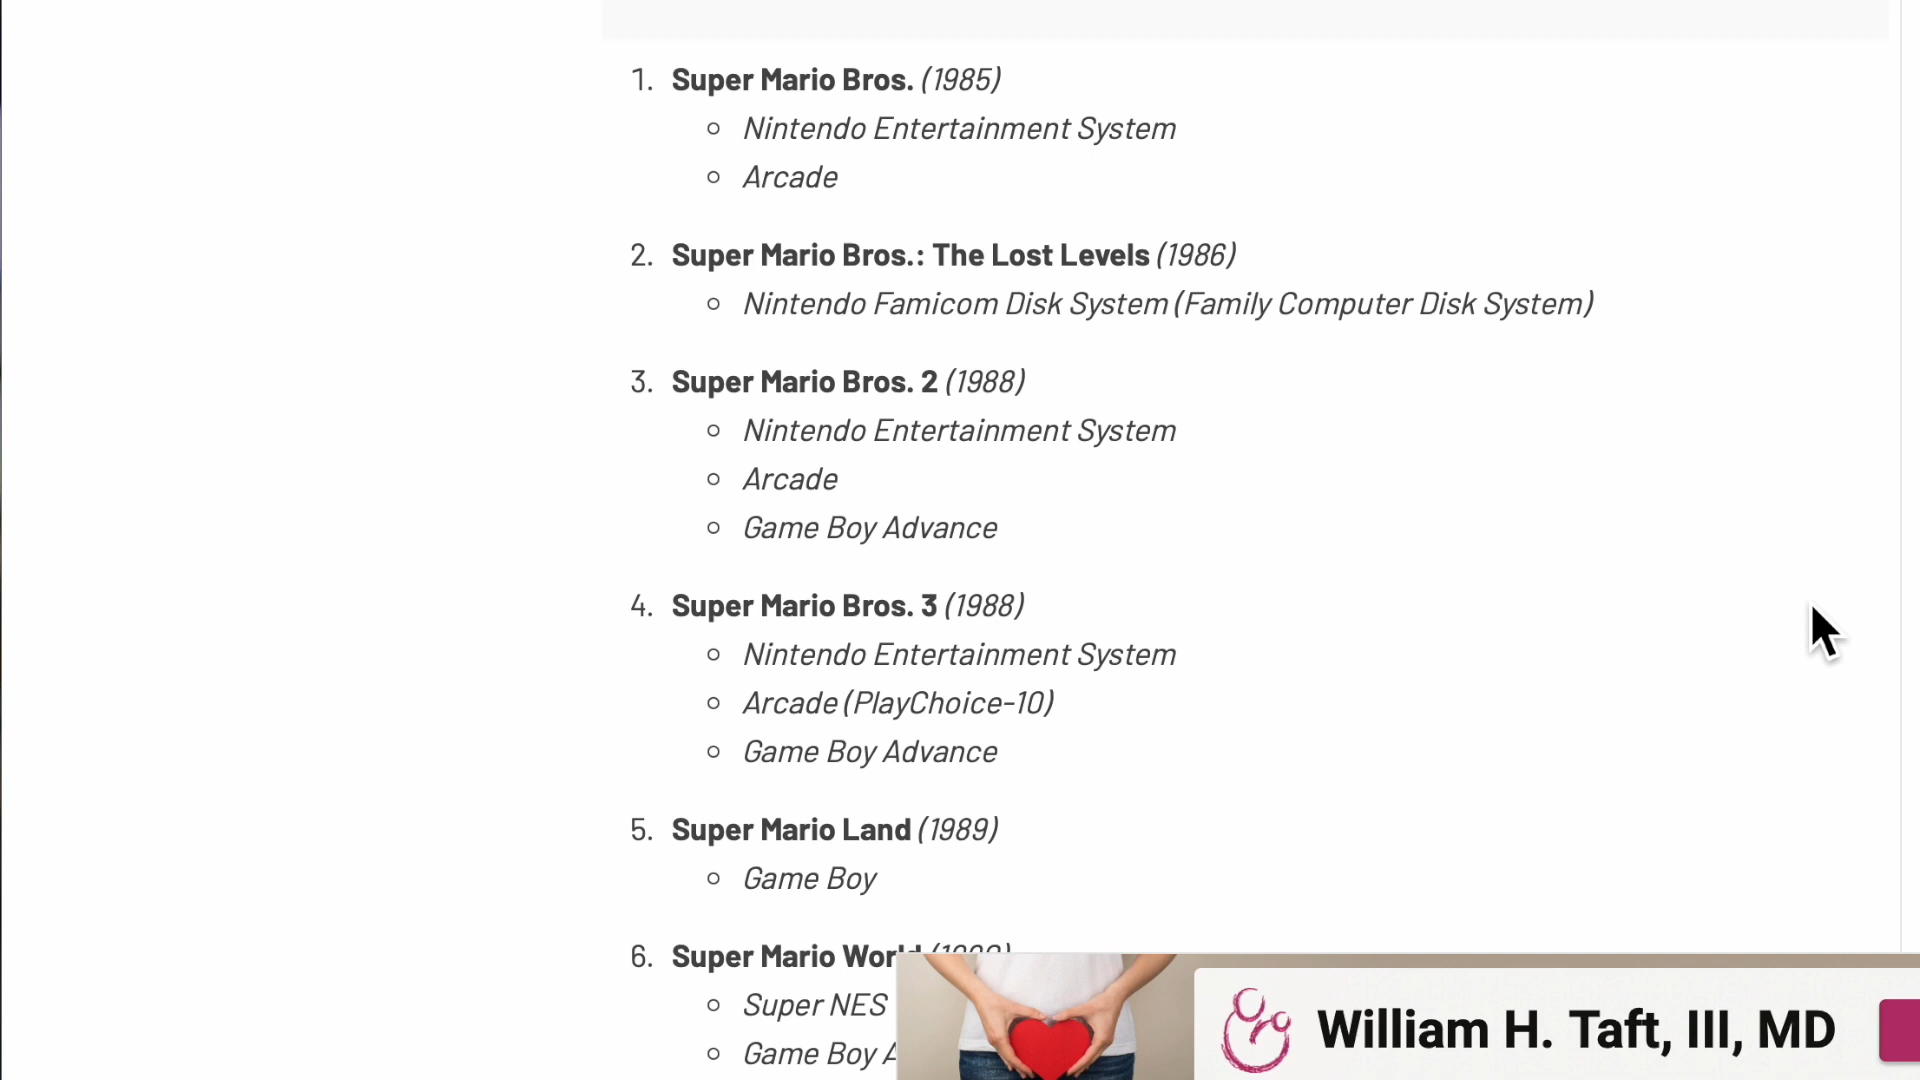 1. Super Mario Bros. (1985)
Nintendo Entertainment System
Arcade
2. Super Mario Bros.: The Lost Levels (1986)
Nintendo Famicom Disk System (Family Computer Disk System)
3. Super Mario Bros. 2 (1988)
Nintendo Entertainment System
Arcade
Game Boy Advance
4. Super Mario Bros. 3 (1988)
Nintendo Entertainment System
Arcade (PlayChoice-10)
Game Boy Advance
5. Super Mario Land (1989)
Game Boy
6. Super Mario
Super NES
Game Boy
William H. Taft, III, MD